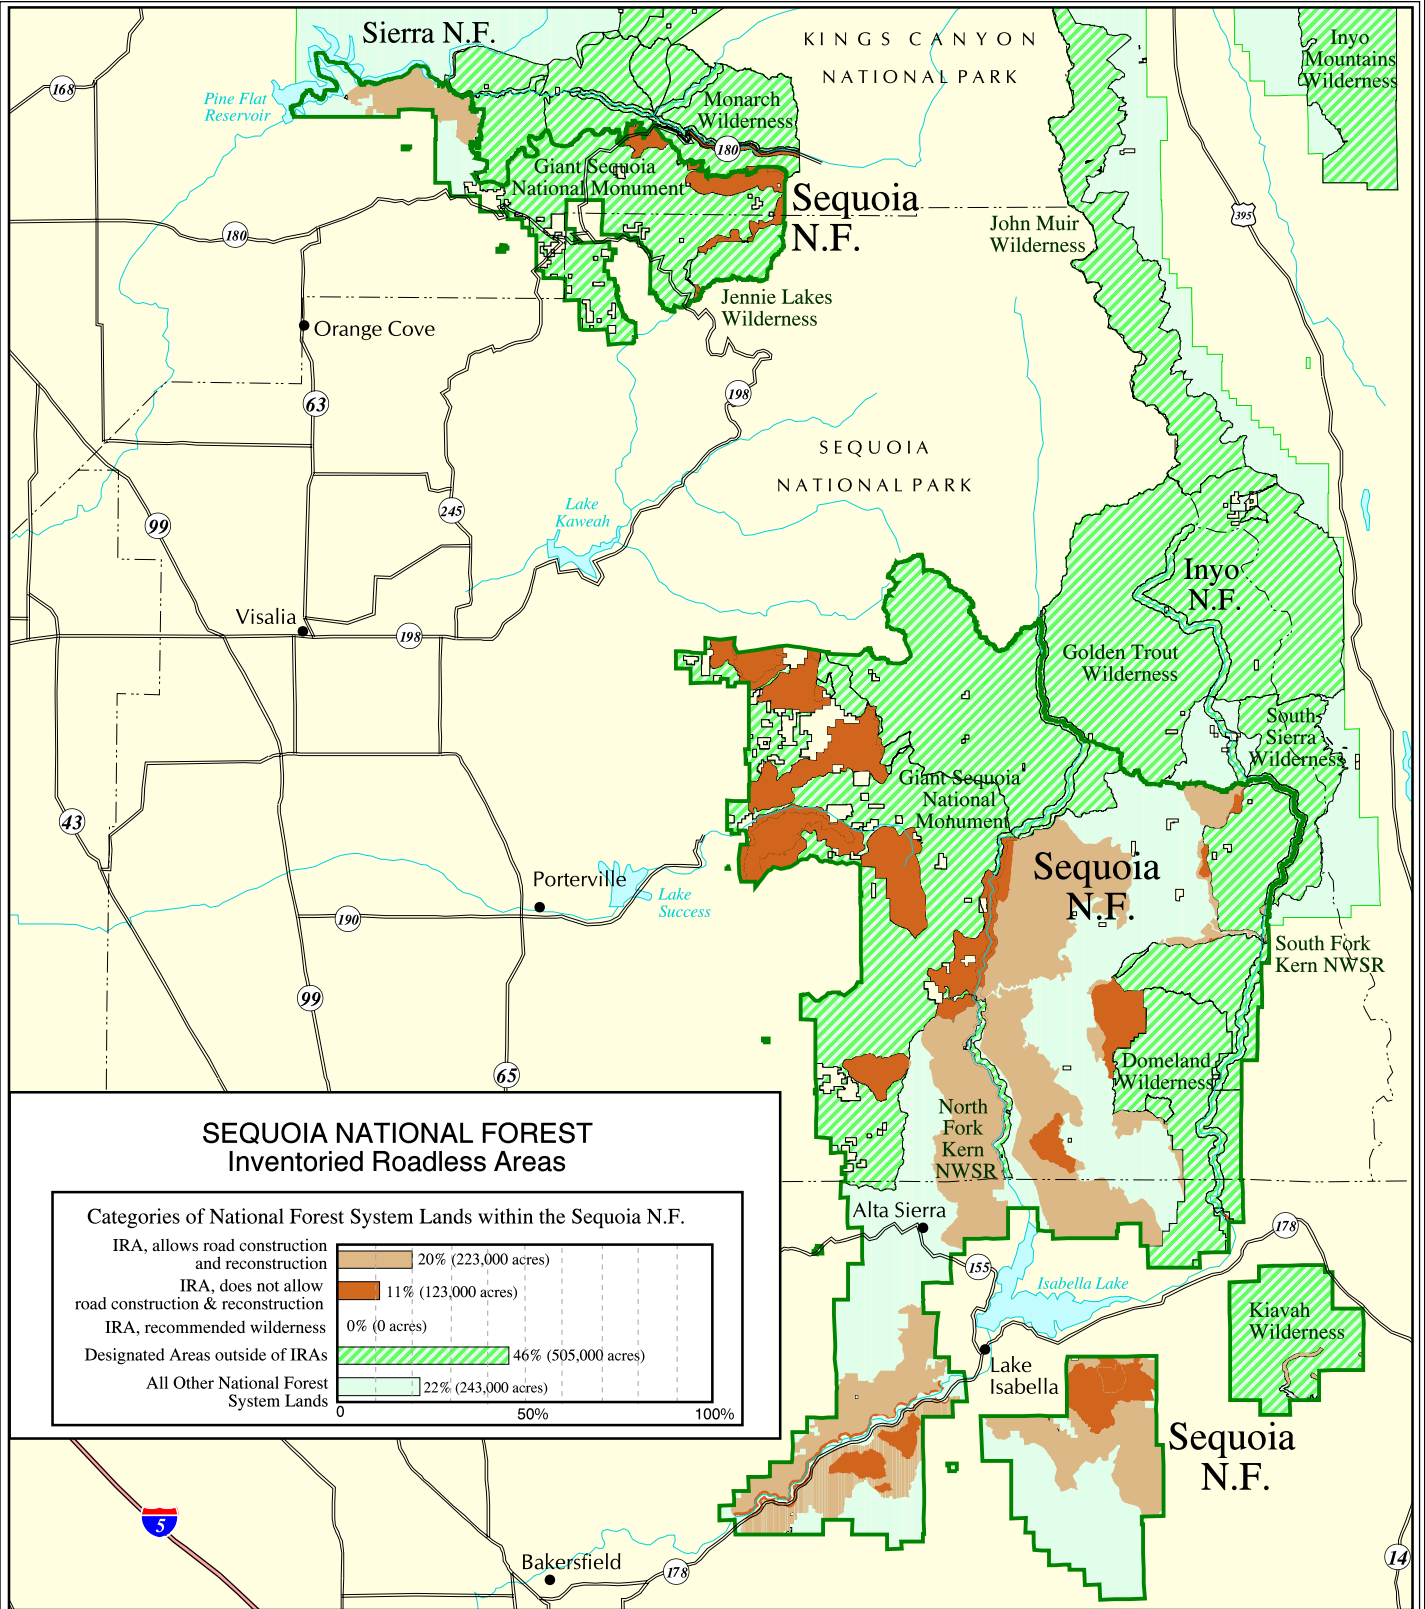 Sierra N.F.
KINGS CANYON
NATIONAL PARK
Inyo
Mountains
Wilderness
168
Pine Flat
Reservoir
Monarch
Wilderness
180
Giant Sequoia
National Monument
Sequoia
N.F.
John Muir
Wilderness
395
180
Jennie Lakes
Wilderness
Orange Cove
63
198
SEQUOIA
NATIONAL PARK
245
Lake
Kaweah
99
Inyo
N.F.
Visalia
198
Golden Trout
Wilderness
South
Sierra
Wilderness
Giant Sequoia
National
Monument
43
Sequoia
N.F.
Porterville
Lake
Success
190
South Fork
Kern NWSR
99
65
Domeland
Wilderness
North
Fork
Kern
NWSR
SEQUOIA NATIONAL FOREST
Inventoried Roadless Areas
Categories of National Forest System Lands within the Sequoia N.F.
IRA, allows road construction
and reconstruction
20% (223,000 acres)
IRA, does not allow
road construction & reconstruction
11% (123,000 acres)
IRA, recommended wilderness
0% (0 acres)
Designated Areas outside of IRAs
46% (505,000 acres)
All Other National Forest
System Lands
22% (243,000 acres)
0 50% 100%
Alta Sierra
178
155
Isabella Lake
Kiavah
Wilderness
Lake
Isabella
Sequoia
N.F.
5
Bakersfield
178
14